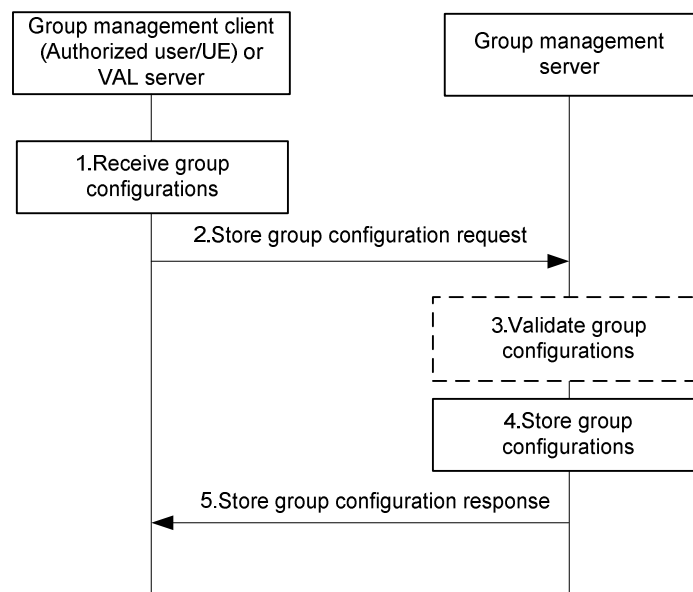 Group management client
(Authorized user/UE) or
VAL server
Group management
server
1.Receive group
configurations
2.Store group configuration request
3.Validate group
configurations
4.Store group
configurations
5.Store group configuration response